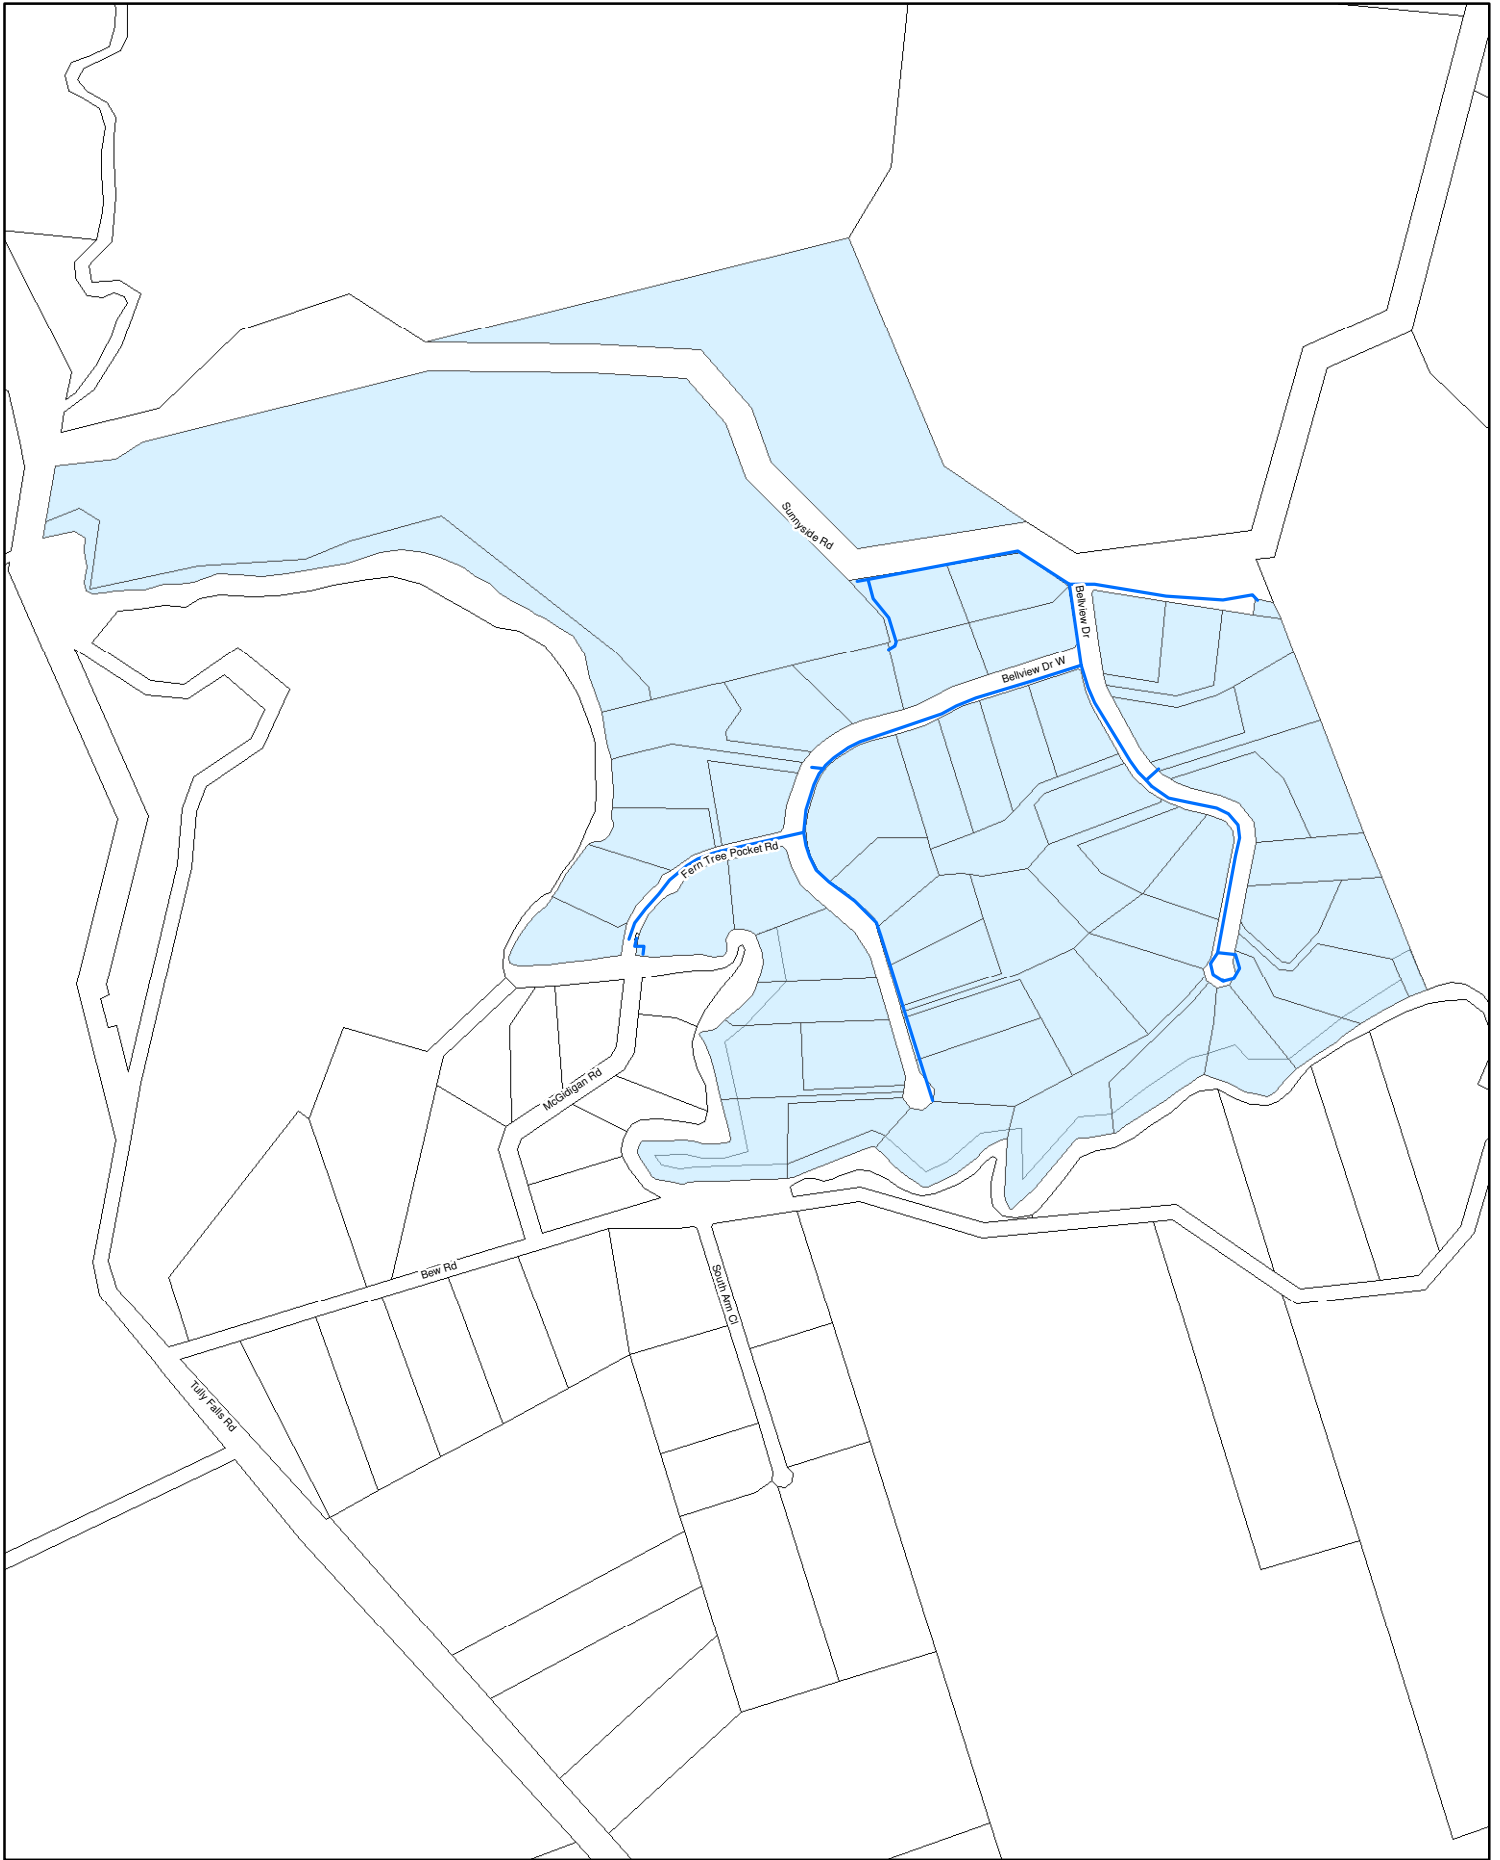 Sunnyside Rd
Bellview Dr
Bellview Dr W
Fern Tree Pocket Rd
McGidigan Rd
Bew Rd
South Arm Cl
Tully Falls Rd